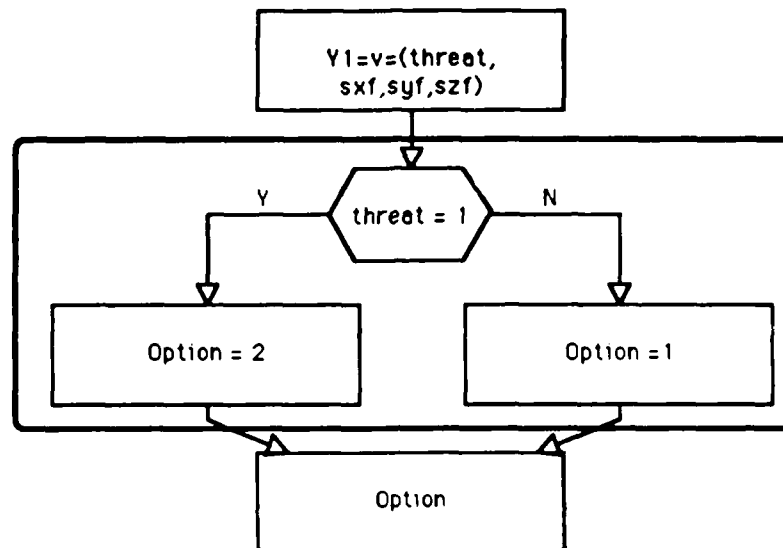 Y1=v=(threat,
sxf,syf,szf)
Y
threat = 1
N
Option = 2
Option =1
Option